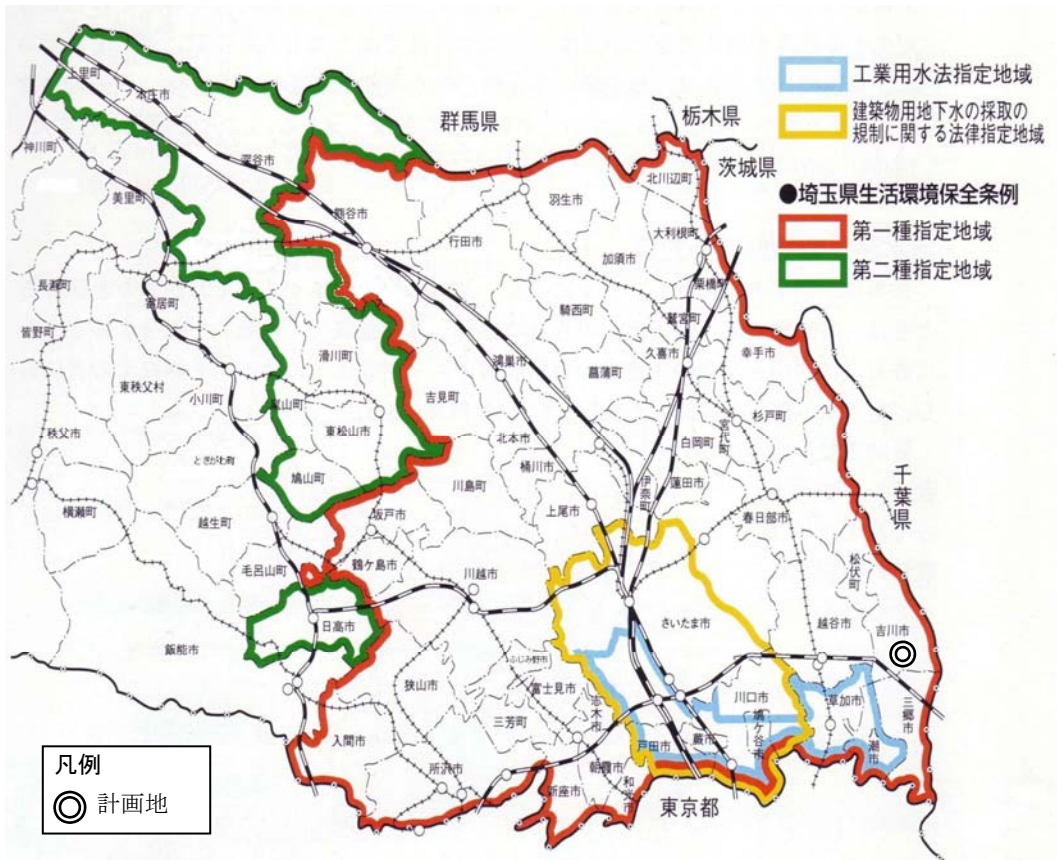 工業用水法指定地域
建築物用地下水の採取の
規制に関する法律指定地域
●埼玉県生活環境保全条例
第一種指定地域
第二種指定地域
群馬県
栃木県
茨城県
千葉県
東京都
上里町
本庄市
神川町
美里町
深谷市
熊谷市
行田市
羽生市
北川辺町
大利根町
加須市
栗橋町
長瀞町
寄居町
皆野町
騎西町
鷲宮町
久喜市
幸手市
滑川町
鴻巣市
菖蒲町
東秩父村
小川町
嵐山町
吉見町
東松山市
北本市
白岡町
宮代町
杉戸町
秩父市
ときがわ町
鳩山町
桶川市
川島町
伊奈町
蓮田市
横瀬町
越生町
坂戸市
上尾市
春日部市
毛呂山町
鶴ヶ島市
川越市
松伏町
さいたま市
日高市
越谷市
吉川市
飯能市
ふじみ野市
狭山市
富士見市
川口市
草加市
三郷市
三芳町
志木市
鳩ヶ谷市
入間市
戸田市
蕨市
八潮市
所沢市
朝霞市
新座市
和光市
凡例
計画地